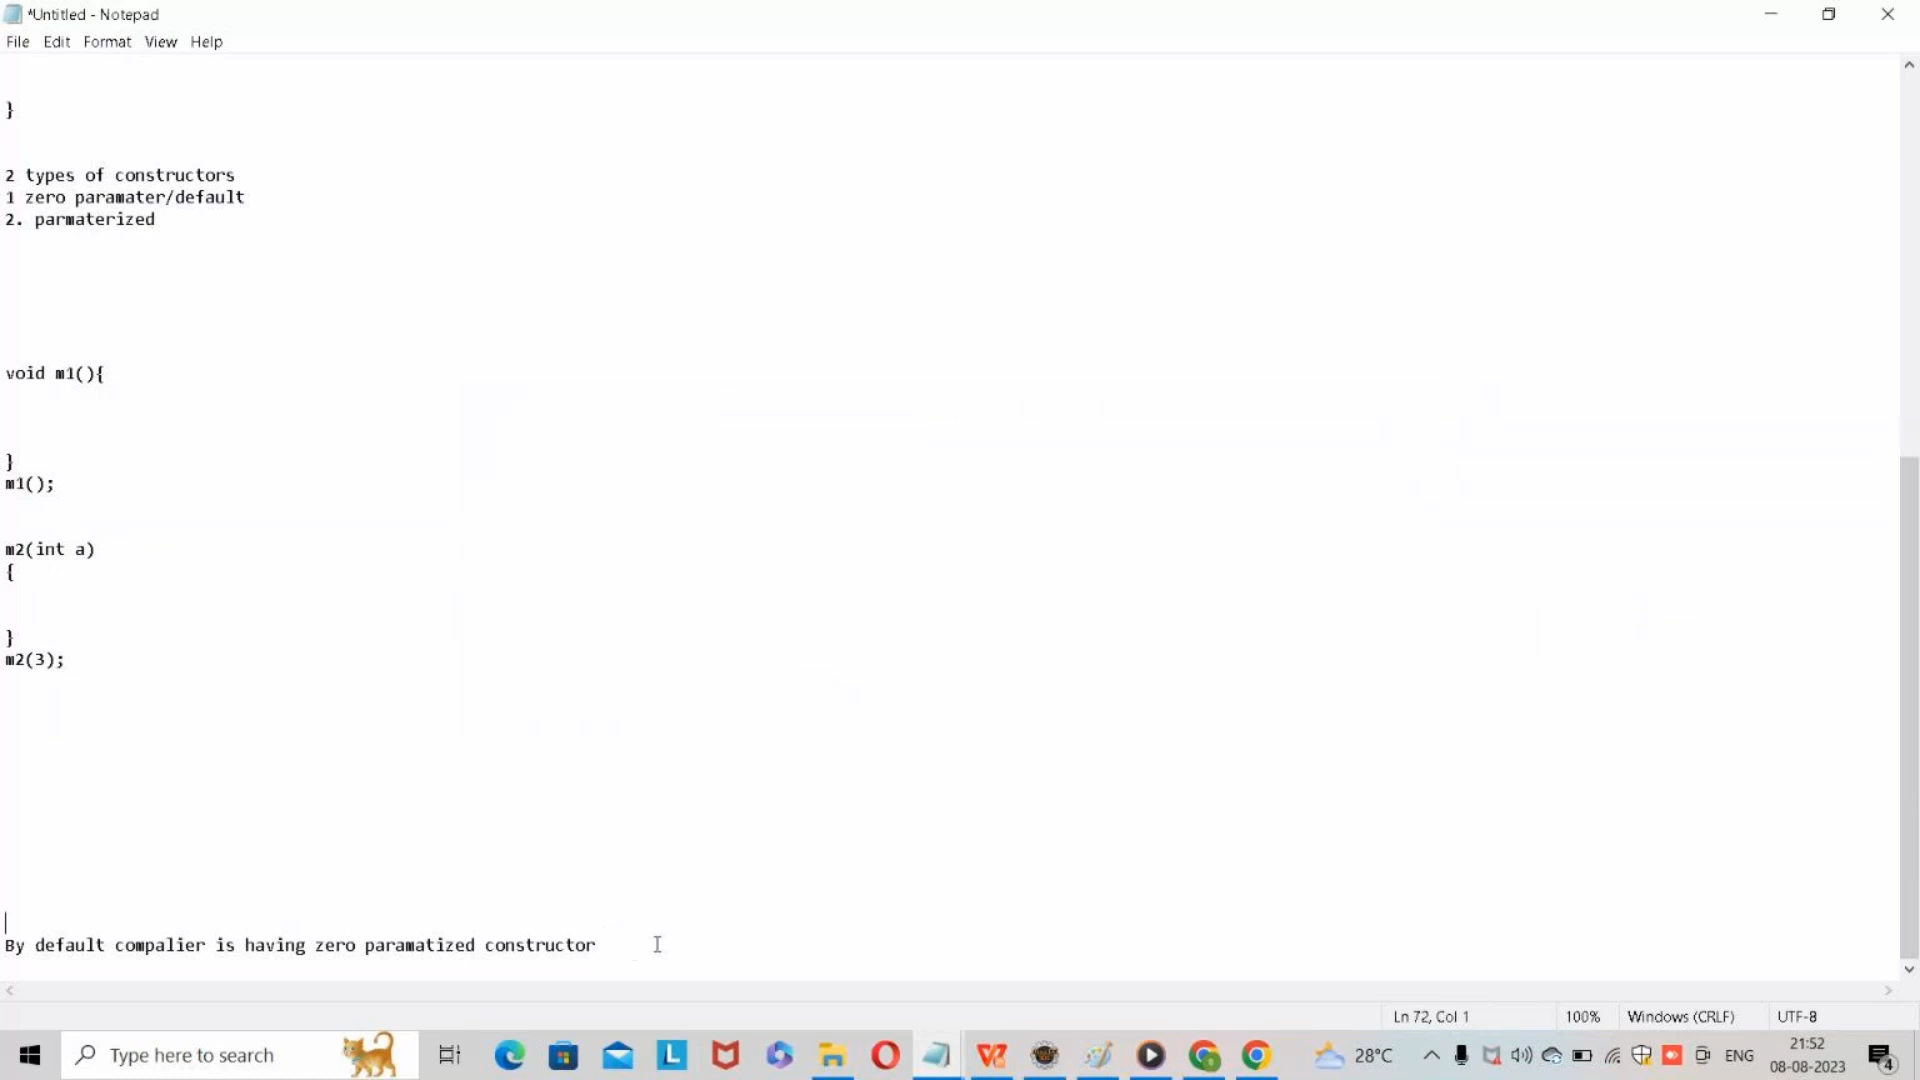 *Untitled - Notepad
File Edit Format View Help
}
2 types of constructors
1 zero paramater/default
2. parmaterized
void m1(){
}
m1();
m2(int a)
{
}
m2(3);
By default compalier is having zero paramatized constructor
Ln 72, Col 1 100% Windows (CRLF) UTF-8
Type here to search
28°C
ENG
21:52
08-08-2023
4